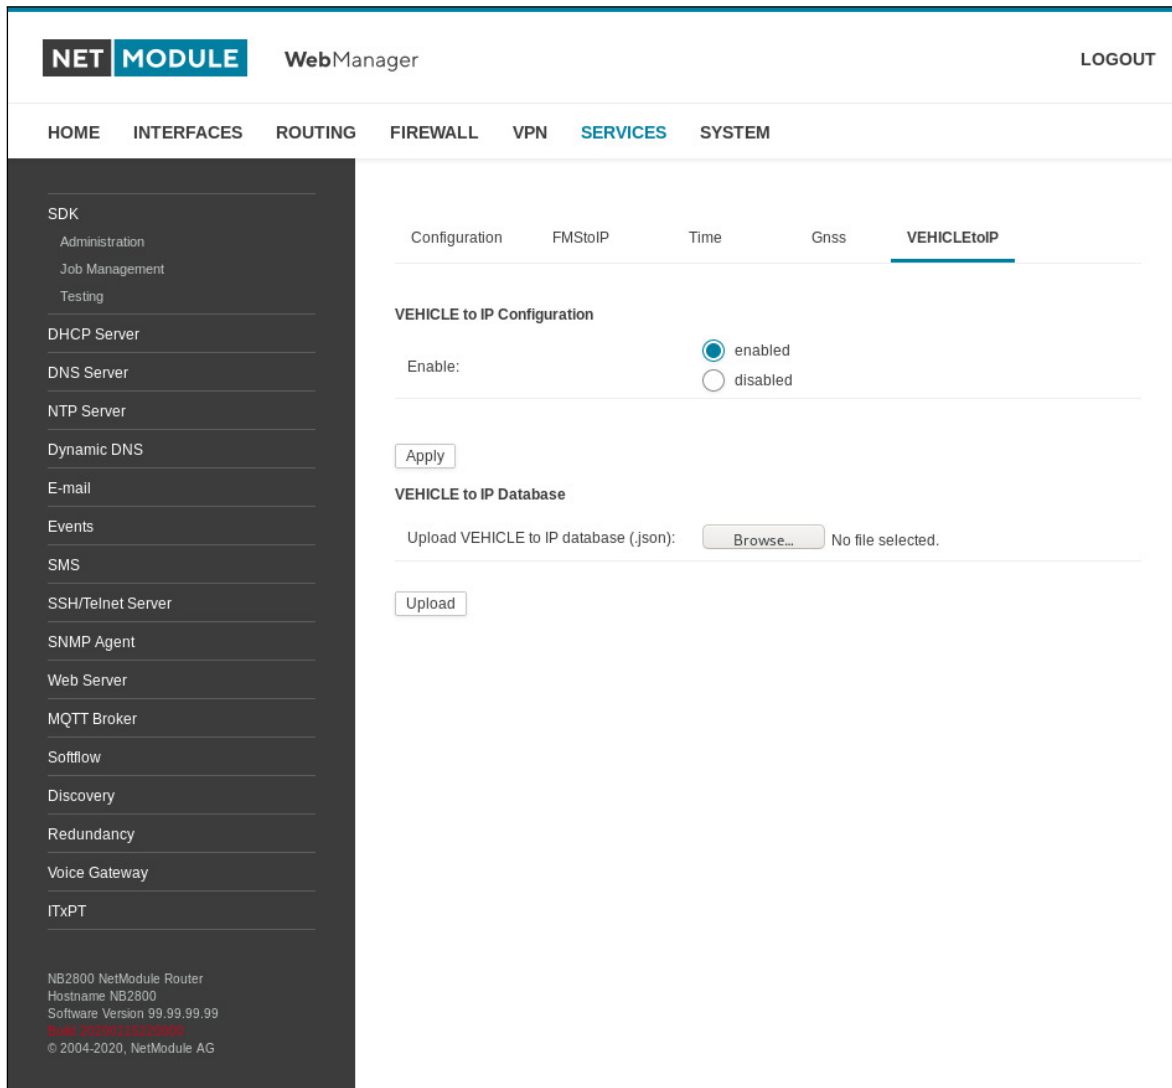 NET MODULE WebManager LOGOUT
HOME INTERFACES ROUTING FIREWALL VPN SERVICES SYSTEM
SDK
Administration
Job Management
Testing
DHCP Server
DNS Server
NTP Server
Dynamic DNS
E-mail
Events
SMS
SSH/Telnet Server
SNMP Agent
Web Server
MQTT Broker
Softflow
Discovery
Redundancy
Voice Gateway
ITxPT
NB2800 NetModule Router
Hostname NB2800
Software Version 99.99.99.99
Build
© 2004-2020, NetModule AG
Configuration FMStoIP Time Gnss VEHICLEtoIP
VEHICLE to IP Configuration
Enable:
enabled
disabled
Apply
VEHICLE to IP Database
Upload VEHICLE to IP database (.json): Browse... No file selected.
Upload